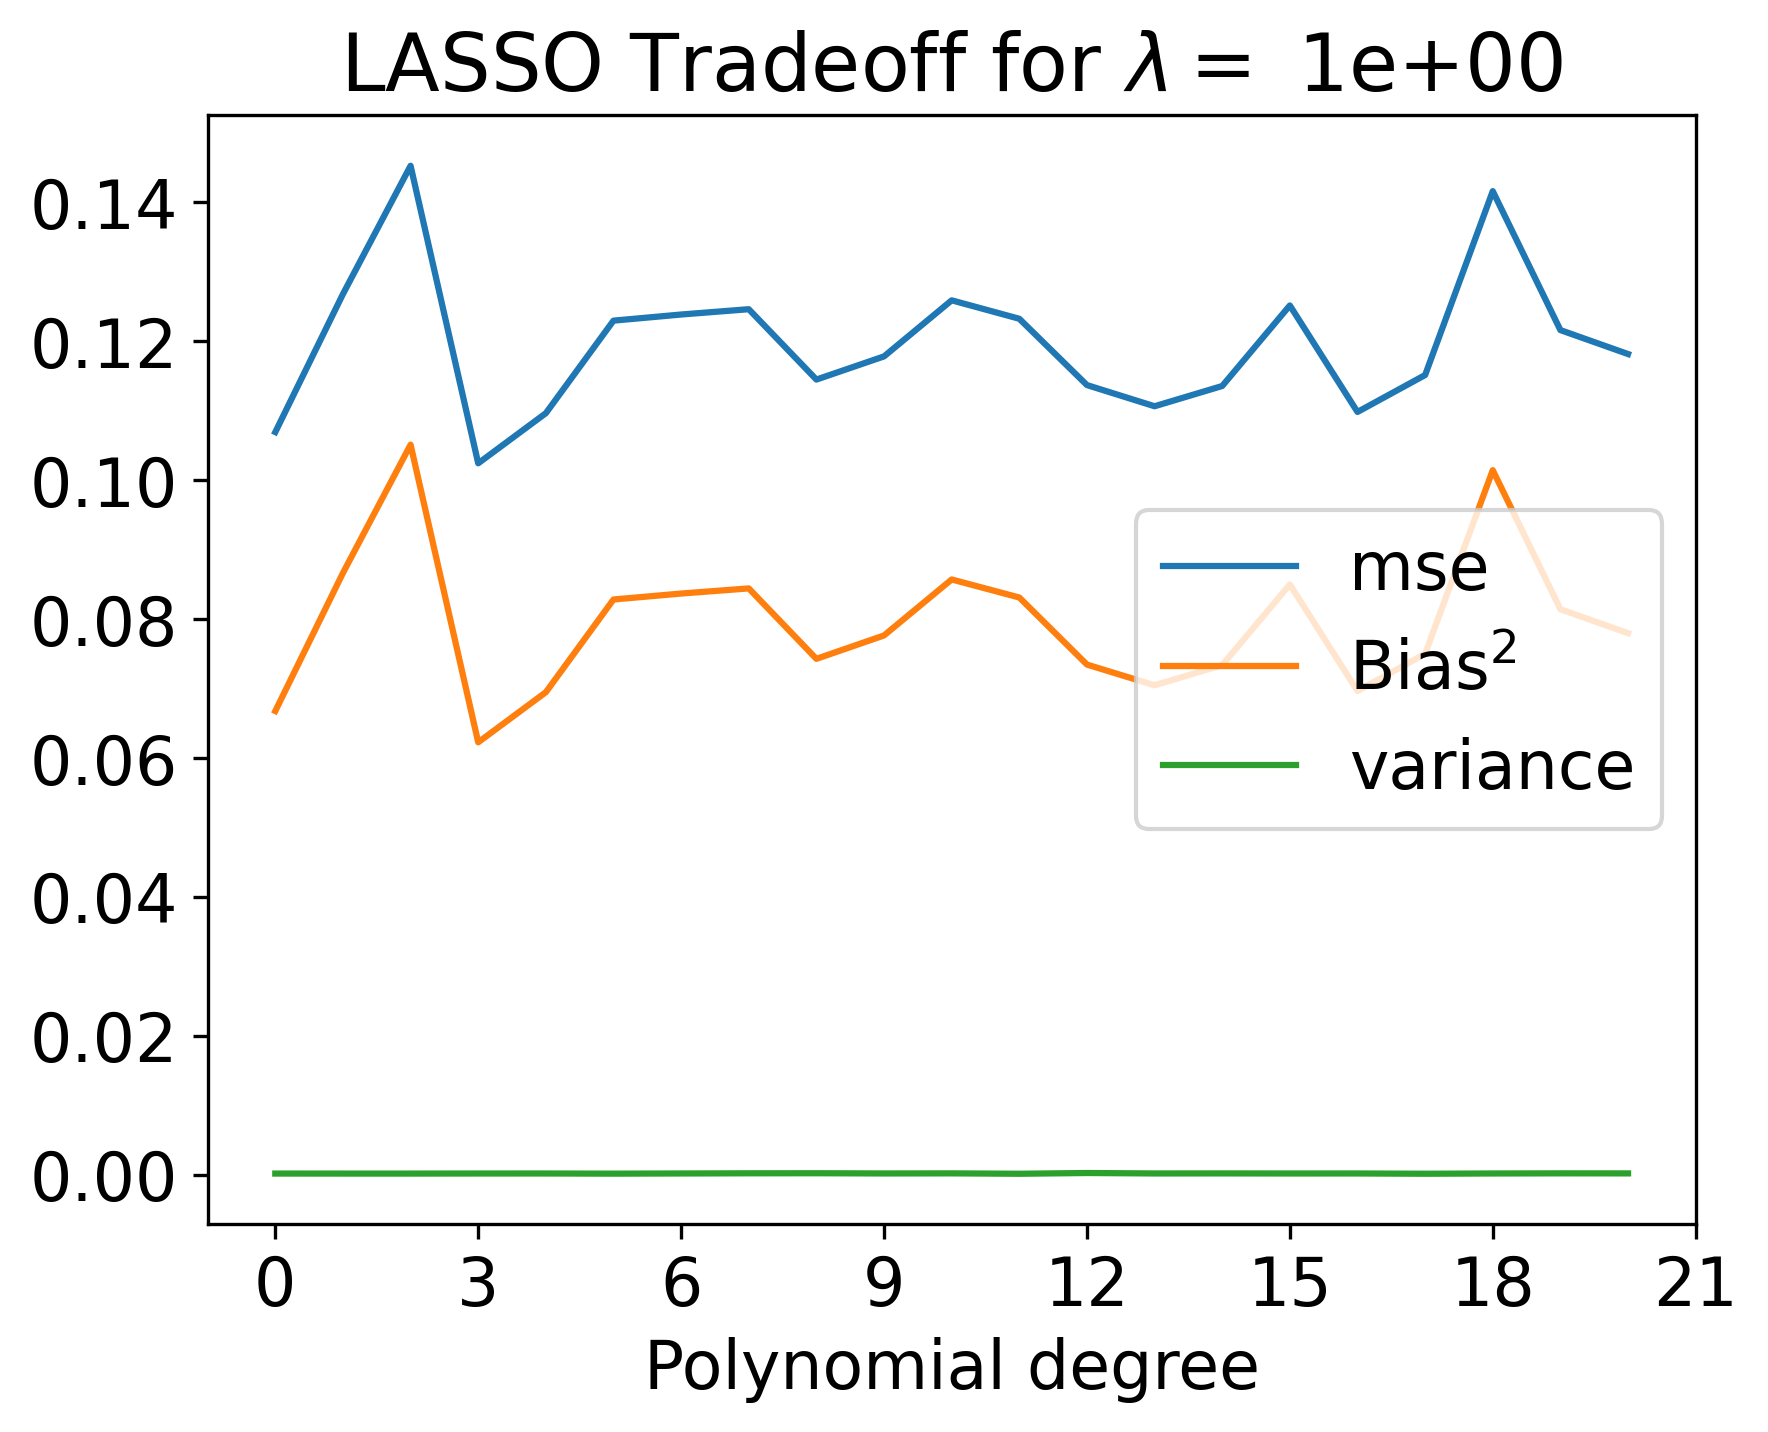 LASSO Tradeoff for λ = 1e+00
0.14
0.12
0.10
0.08
0.06
0.04
0.02
0.00
mse
Bias²
variance
0 3 6 9 12 15 18 21
Polynomial degree